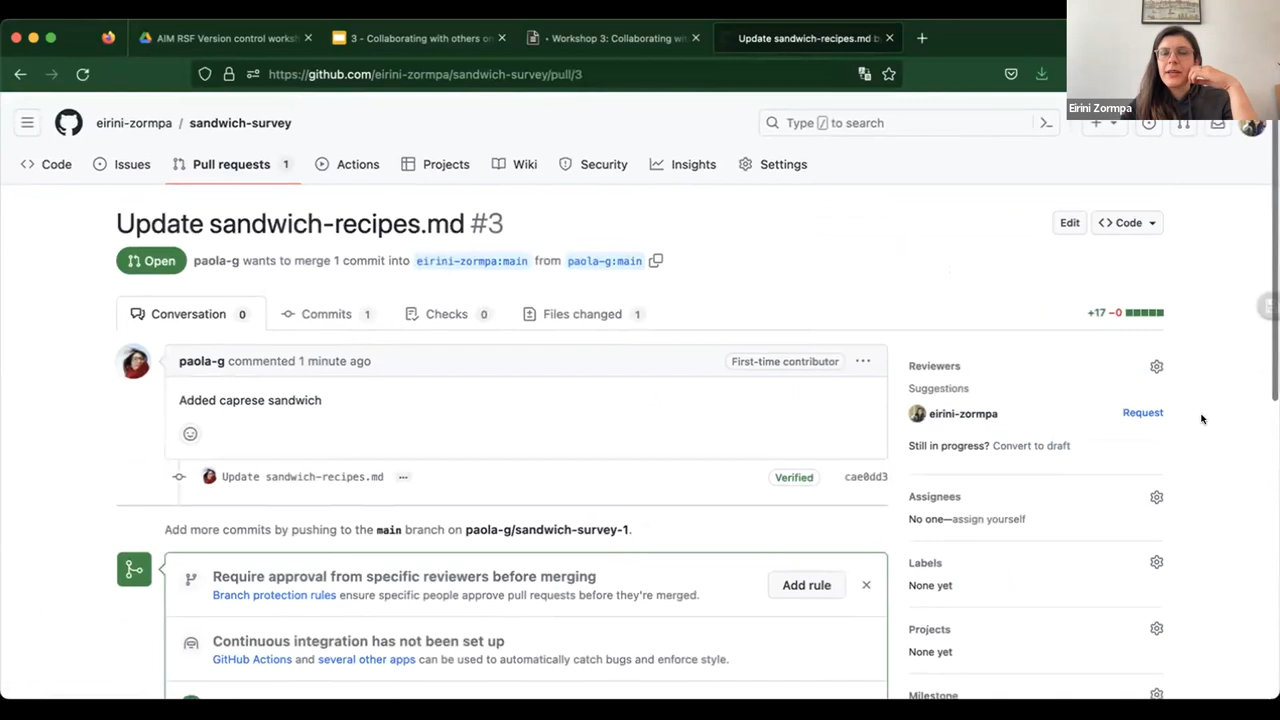 AIM RSF Version control worksh
3 - Collaborating with others on
Workshop 3: Collaborating wit
Update sandwich-recipes.md b
https://github.com/eirini-zormpa/sandwich-survey/pull/3
Eirini Zormpa
eirini-zormpa / sandwich-survey
Type / to search
Code
Issues
Pull requests 1
Actions
Projects
Wiki
Security
Insights
Settings
Update sandwich-recipes.md #3
Edit
<> Code
Open
paola-g wants to merge 1 commit into eirini-zormpa:main from paola-g:main
Conversation 0
Commits 1
Checks 0
Files changed 1
+17 −0
paola-g commented 1 minute ago
First-time contributor
Added caprese sandwich
Update sandwich-recipes.md
Verified
cae0dd3
Add more commits by pushing to the main branch on paola-g/sandwich-survey-1.
Require approval from specific reviewers before merging
Branch protection rules ensure specific people approve pull requests before they're merged.
Add rule
Continuous integration has not been set up
GitHub Actions and several other apps can be used to automatically catch bugs and enforce style.
Reviewers
Suggestions
eirini-zormpa
Request
Still in progress? Convert to draft
Assignees
No one—assign yourself
Labels
None yet
Projects
None yet
Milestone